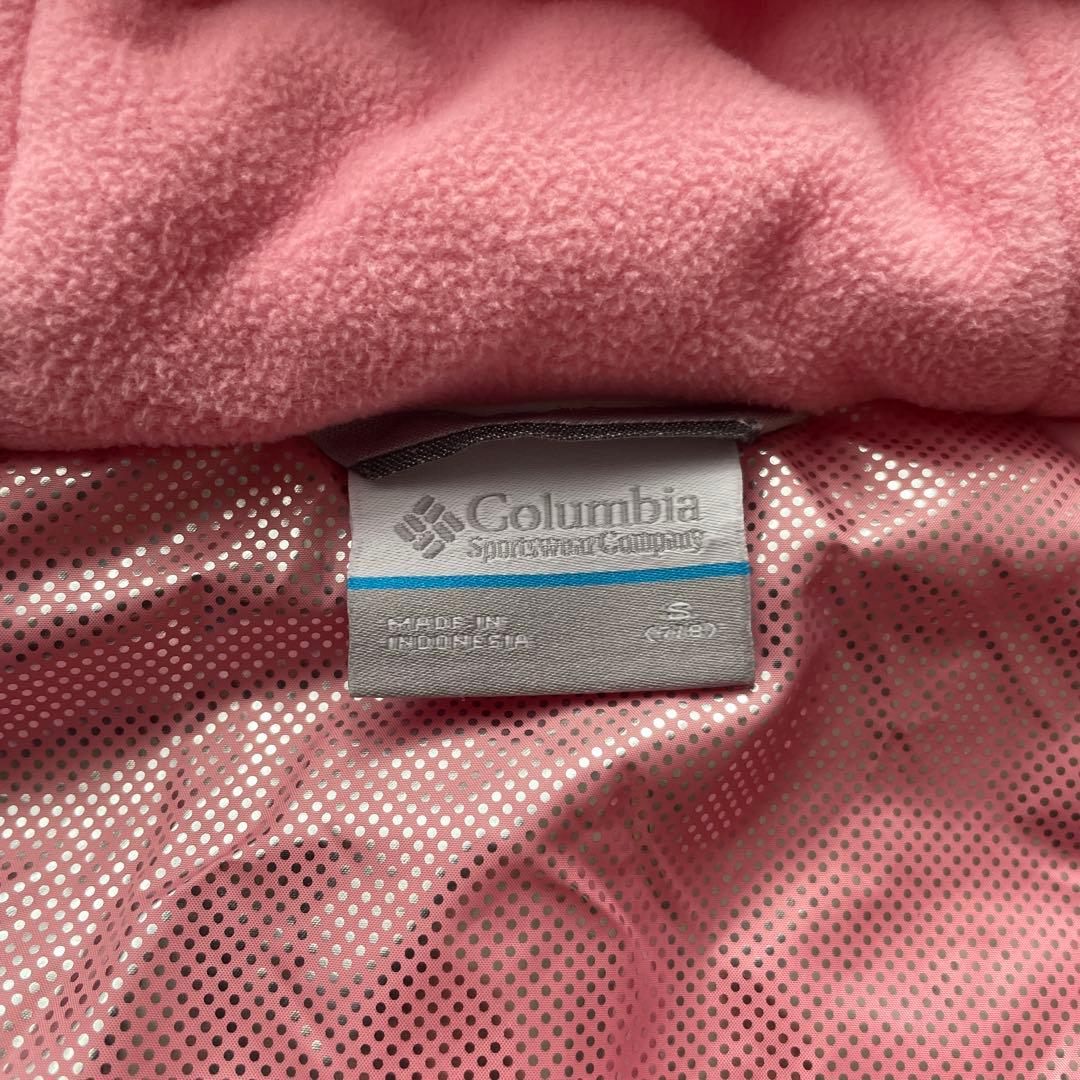 Columbia
Sportswear Company
MADE IN
INDONESIA
S
(7/8)